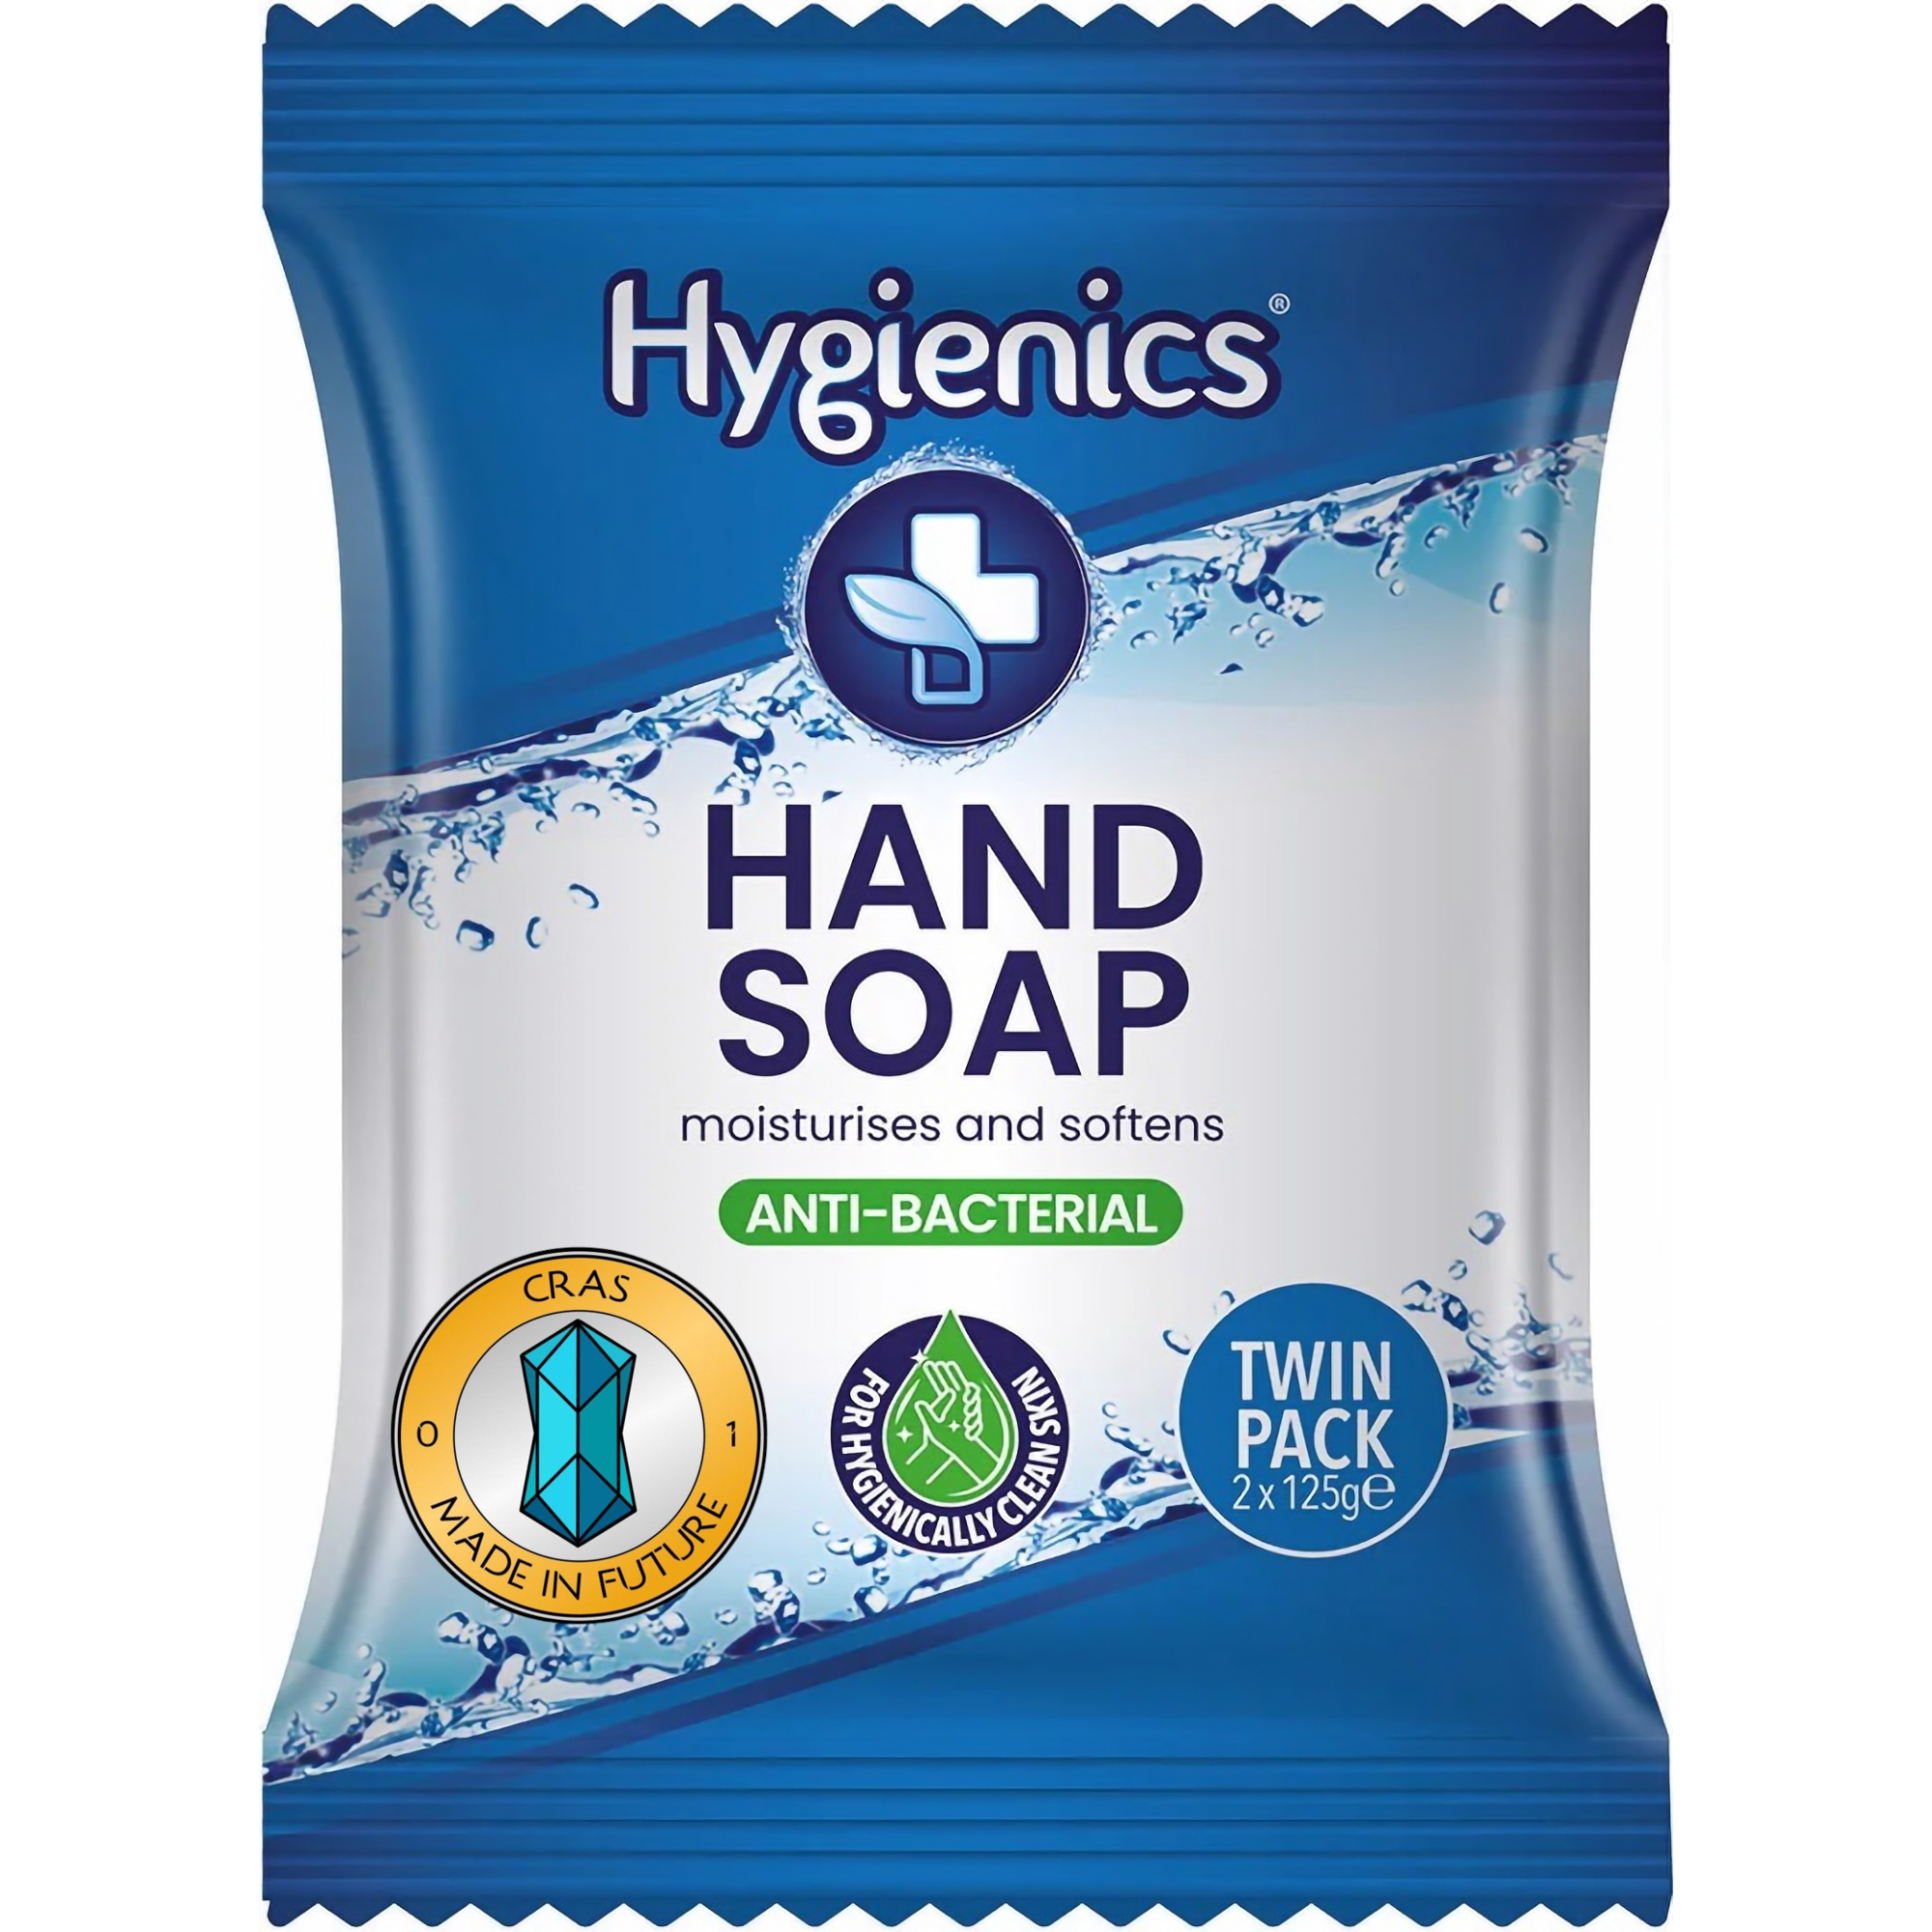 Hygienics®
HAND
SOAP
moisturises and softens
ANTI-BACTERIAL
CRAS
0 1
MADE IN FUTURE
FOR HYGIENICALLY CLEAN SKIN
TWIN
PACK
2 x 125g℮